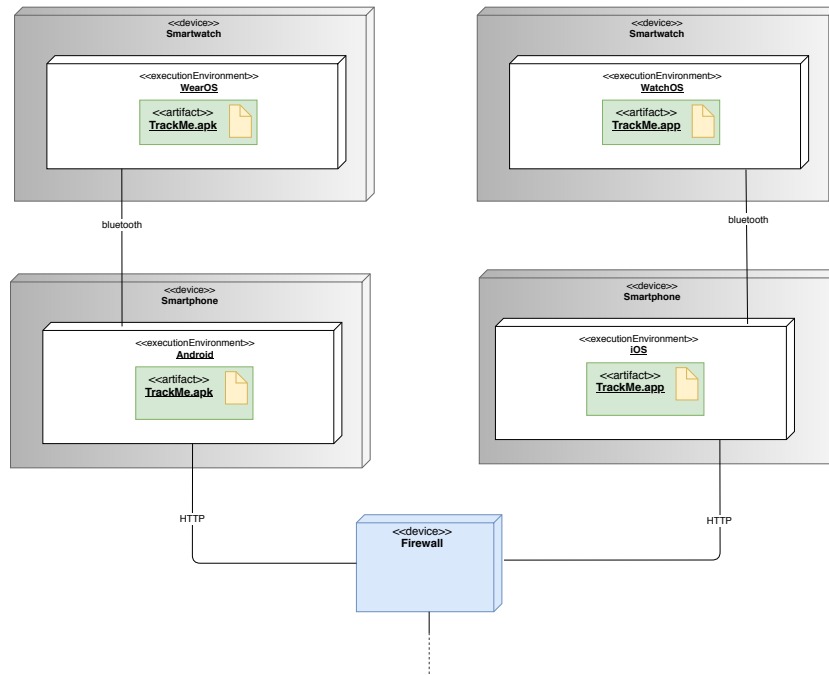 <<device>>
Smartwatch
<<executionEnvironment>>
WearOS
<<artifact>>
TrackMe.apk
<<device>>
Smartwatch
<<executionEnvironment>>
WatchOS
<<artifact>>
TrackMe.app
bluetooth
bluetooth
<<device>>
Smartphone
<<executionEnvironment>>
Android
<<artifact>>
TrackMe.apk
<<device>>
Smartphone
<<executionEnvironment>>
iOS
<<artifact>>
TrackMe.app
HTTP
HTTP
<<device>>
Firewall